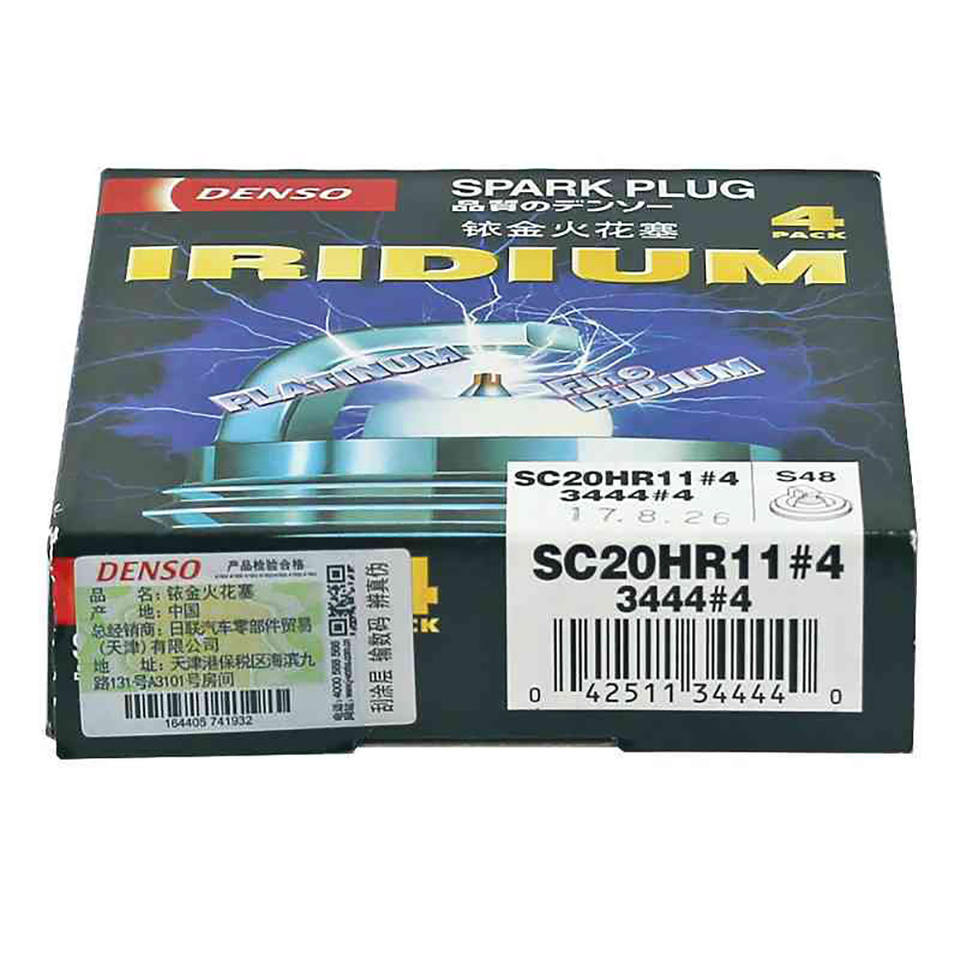 DENSO
SPARK PLUG
品質のデンソー
铱金火花塞
4
PACK
IRIDIUM
PLATINUM
Fine
IRIDIUM
SC20HR11#4
3444#4
17.8.26
S48
SC20HR11#4
3444#4
0 42511 34444 0
DENSO 产品检验合格
品 名：铱金火花塞
产 地：中国
总经销商：日联汽车零部件贸易
（天津）有限公司
地 址：天津港保税区海滨九
路131号A3101号房间
164405 741932
刮涂层 输数码 辨真伪
4
CK